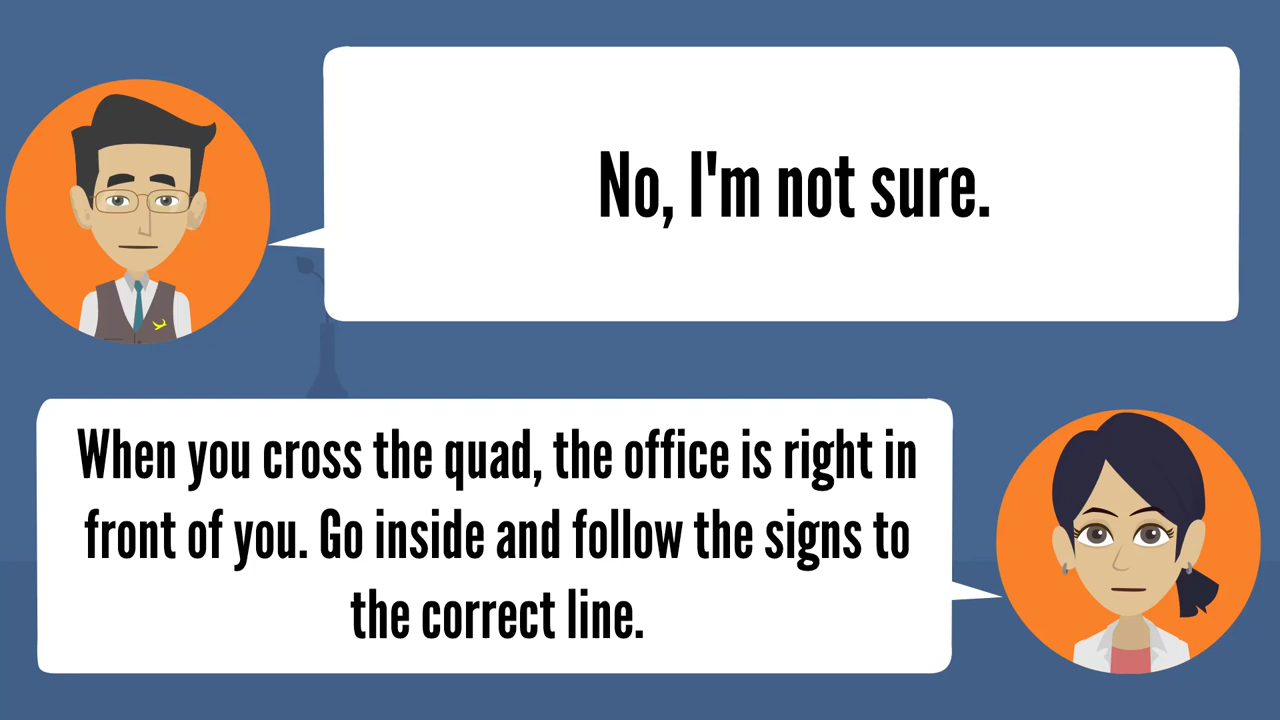 No, I'm not sure.
When you cross the quad, the office is right in
front of you. Go inside and follow the signs to
the correct line.